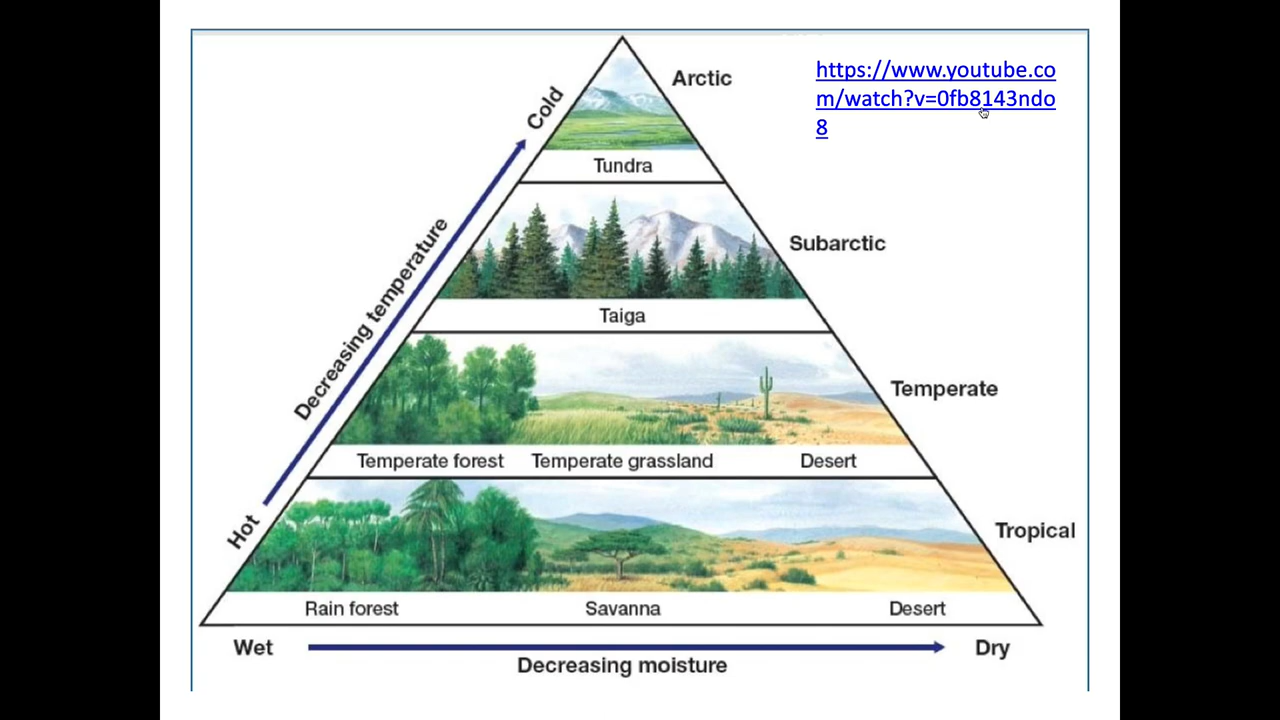 https://www.youtube.co
m/watch?v=0fb8143ndo
8
Arctic
Cold
Tundra
Decreasing temperature
Subarctic
Taiga
Temperate
Temperate forest
Temperate grassland
Desert
Hot
Tropical
Rain forest
Savanna
Desert
Wet
Dry
Decreasing moisture